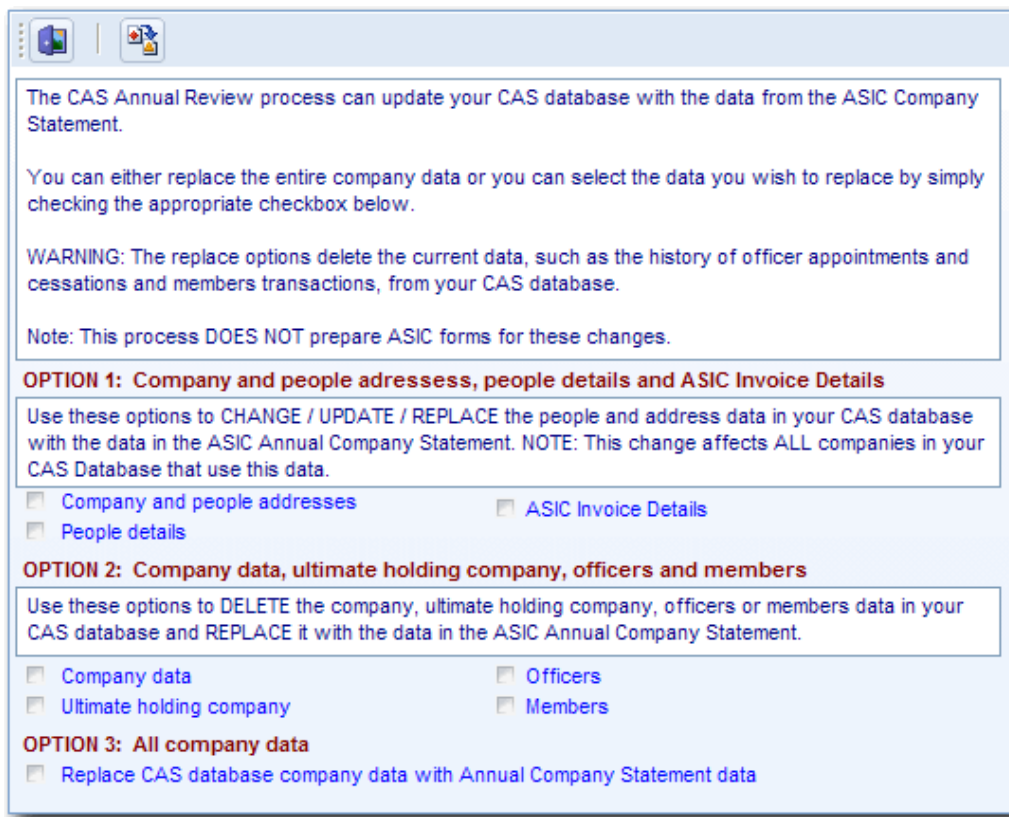 The CAS Annual Review process can update your CAS database with the data from the ASIC Company
Statement.
You can either replace the entire company data or you can select the data you wish to replace by simply
checking the appropriate checkbox below.
WARNING: The replace options delete the current data, such as the history of officer appointments and
cessations and members transactions, from your CAS database.
Note: This process DOES NOT prepare ASIC forms for these changes.
OPTION 1: Company and people adressess, people details and ASIC Invoice Details
Use these options to CHANGE / UPDATE / REPLACE the people and address data in your CAS database
with the data in the ASIC Annual Company Statement. NOTE: This change affects ALL companies in your
CAS Database that use this data.
Company and people addresses
ASIC Invoice Details
People details
OPTION 2: Company data, ultimate holding company, officers and members
Use these options to DELETE the company, ultimate holding company, officers or members data in your
CAS database and REPLACE it with the data in the ASIC Annual Company Statement.
Company data
Officers
Ultimate holding company
Members
OPTION 3: All company data
Replace CAS database company data with Annual Company Statement data